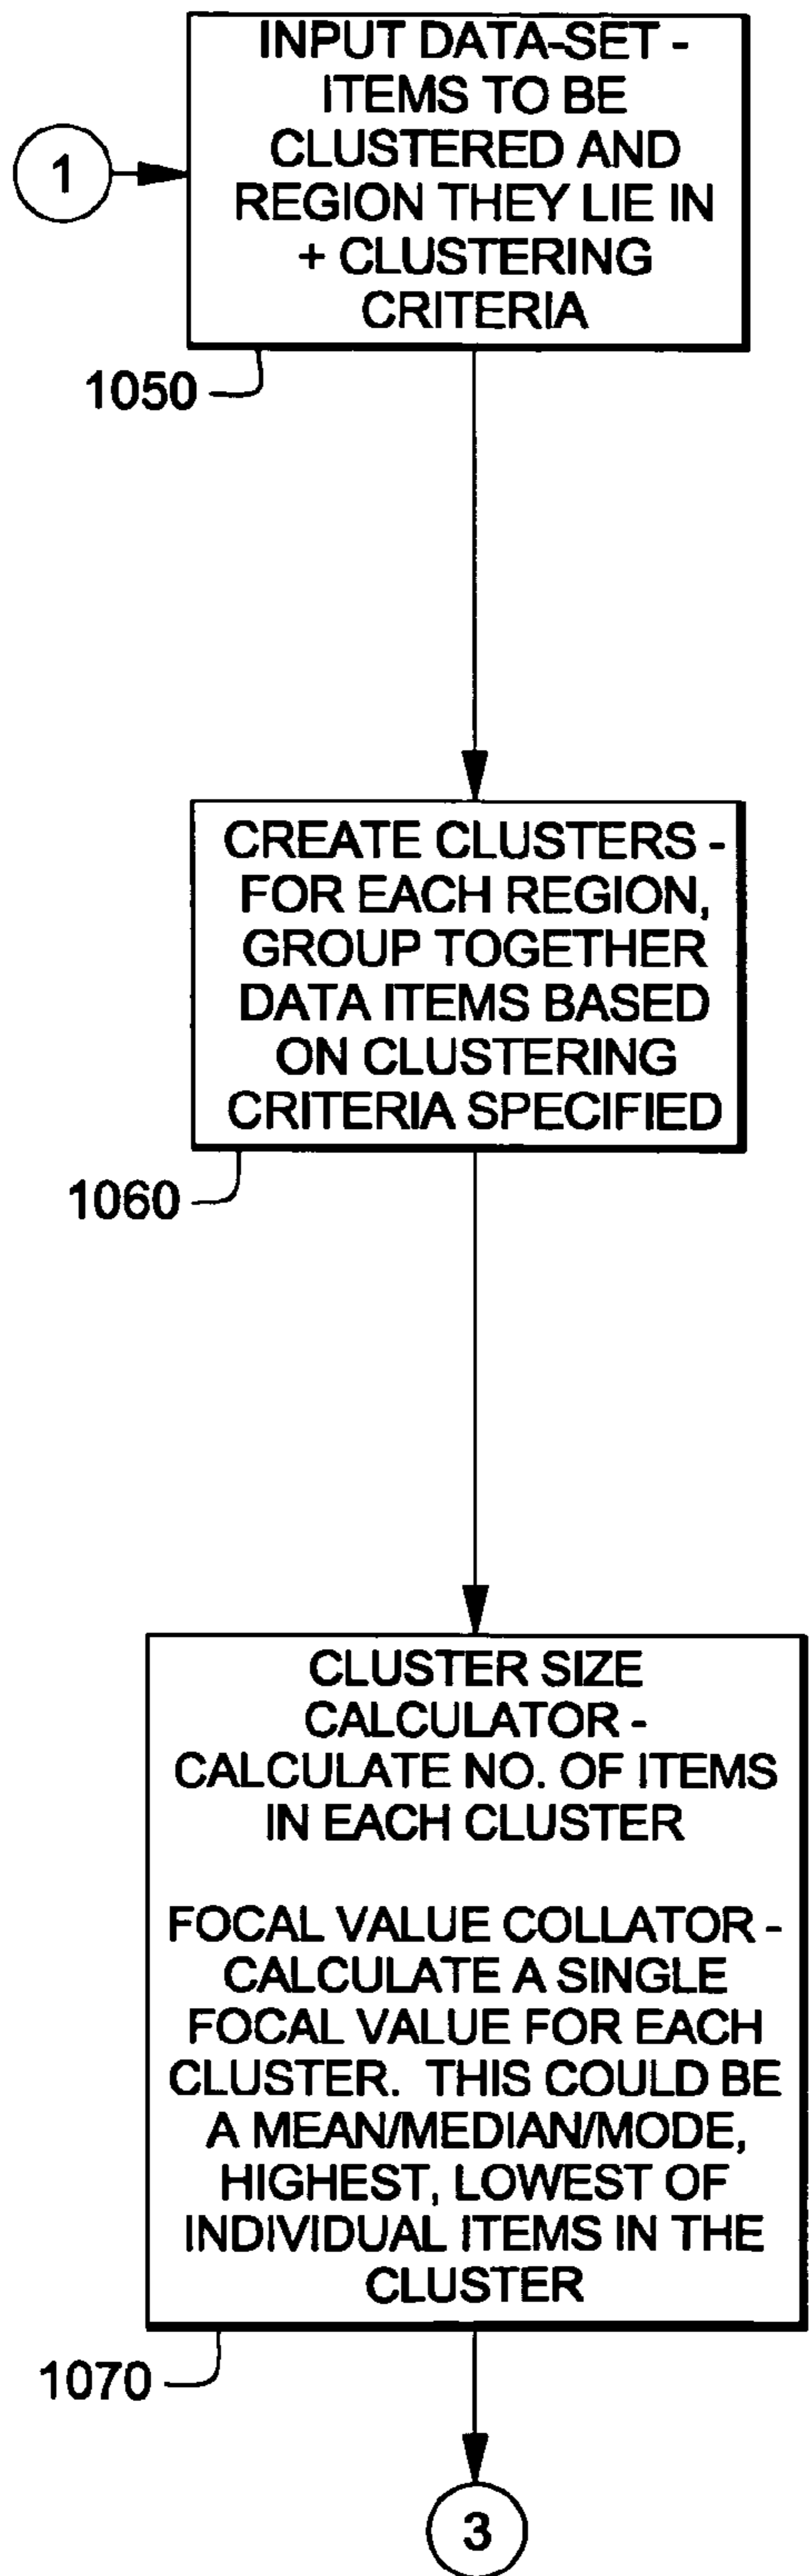 INPUT DATA-SET -
ITEMS TO BE
CLUSTERED AND
REGION THEY LIE IN
+ CLUSTERING
CRITERIA
1
1050
CREATE CLUSTERS -
FOR EACH REGION,
GROUP TOGETHER
DATA ITEMS BASED
ON CLUSTERING
CRITERIA SPECIFIED
1060
CLUSTER SIZE
CALCULATOR -
CALCULATE NO. OF ITEMS
IN EACH CLUSTER
FOCAL VALUE COLLATOR -
CALCULATE A SINGLE
FOCAL VALUE FOR EACH
CLUSTER. THIS COULD BE
A MEAN/MEDIAN/MODE,
HIGHEST, LOWEST OF
INDIVIDUAL ITEMS IN THE
CLUSTER
1070
3